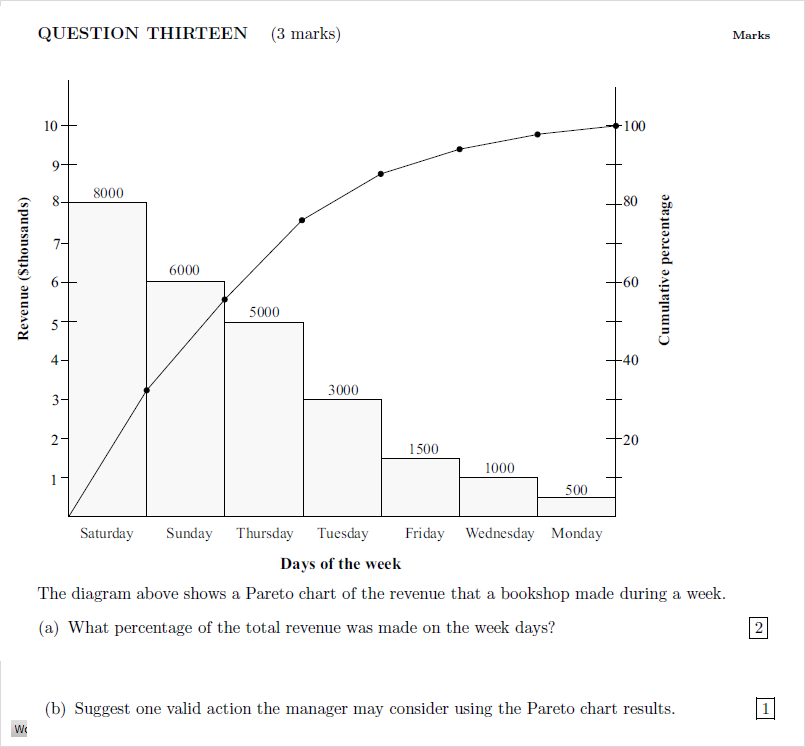 QUESTION THIRTEEN (3 marks)
Marks
10
9
8
7
6
5
4
3
2
1
Revenue ($thousands)
8000
6000
5000
3000
1500
1000
500
100
80
60
40
20
Cumulative percentage
Saturday Sunday Thursday Tuesday Friday Wednesday Monday
Days of the week
The diagram above shows a Pareto chart of the revenue that a bookshop made during a week.
(a) What percentage of the total revenue was made on the week days? 2
(b) Suggest one valid action the manager may consider using the Pareto chart results. 1